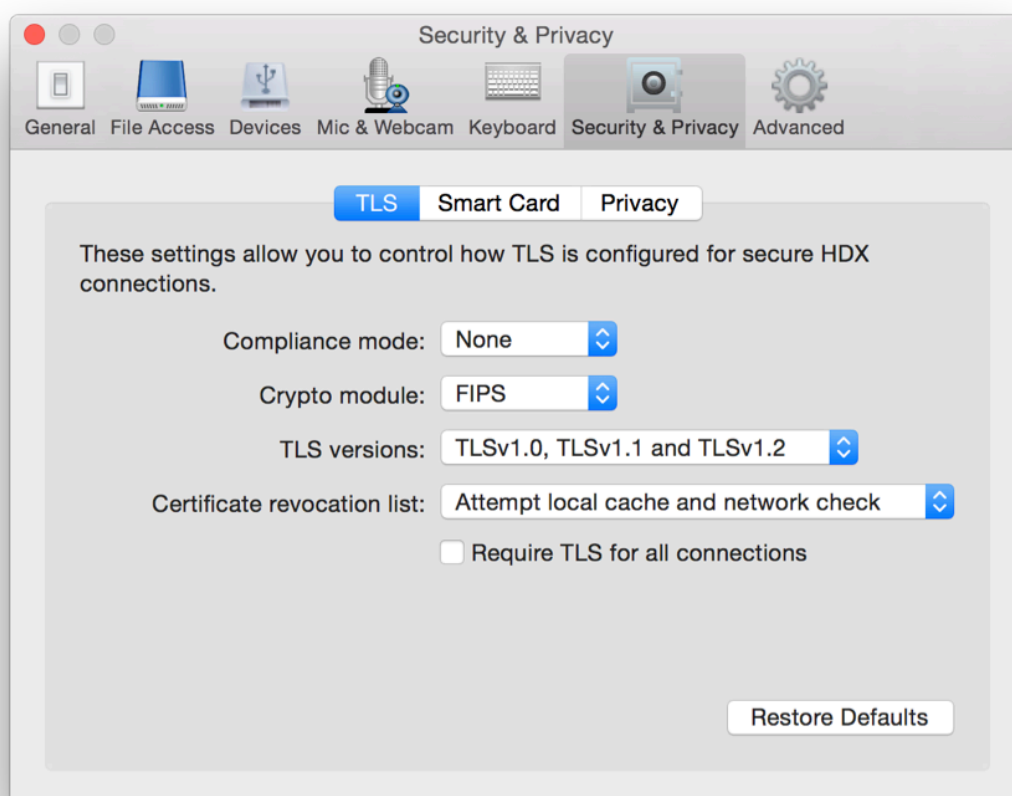 Security & Privacy
General File Access Devices Mic & Webcam Keyboard Security & Privacy Advanced
TLS Smart Card Privacy
These settings allow you to control how TLS is configured for secure HDX
connections.
Compliance mode: None
Crypto module: FIPS
TLS versions: TLSv1.0, TLSv1.1 and TLSv1.2
Certificate revocation list: Attempt local cache and network check
Require TLS for all connections
Restore Defaults